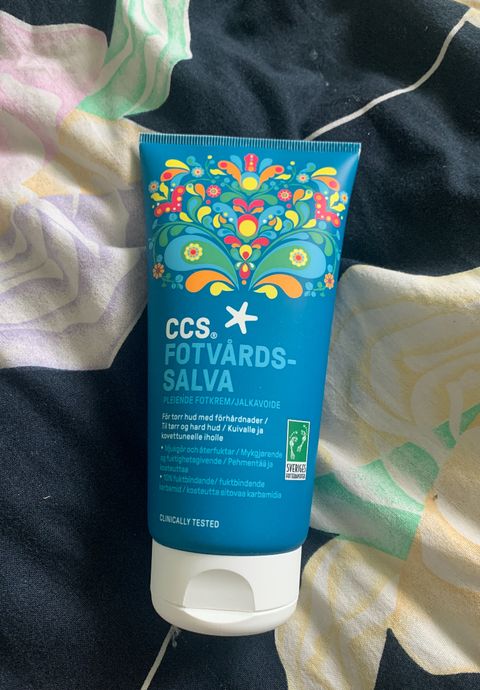 CCS®
FOTVÅRDS-
SALVA
PLEIENDE FOTKREM/JALKAVOIDE
För torr hud med förhårdnader/
Til tørr og hard hud / Kuivalle ja
kovettuneelle iholle
• Mjukgör och återfuktar / Mykgjørende
og fuktighetsgivende / Pehmentää ja
kosteuttaa
• 10% fuktbindande/ fuktbindende
karbamid / kosteutta sitovaa karbamidia
CLINICALLY TESTED
SVERIGES